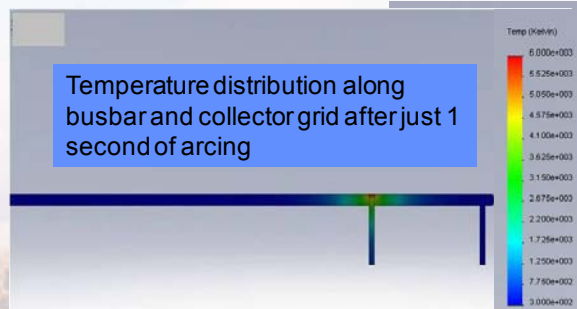 Temp (Kelvin)
6.000e+003
5.525e+003
5.050e+003
4.575e+003
4.100e+003
3.625e+003
3.150e+003
2.675e+003
2.200e+003
1.725e+003
1.250e+003
7.750e+002
3.000e+002
Temperature distribution along
busbar and collector grid after just 1
second of arcing